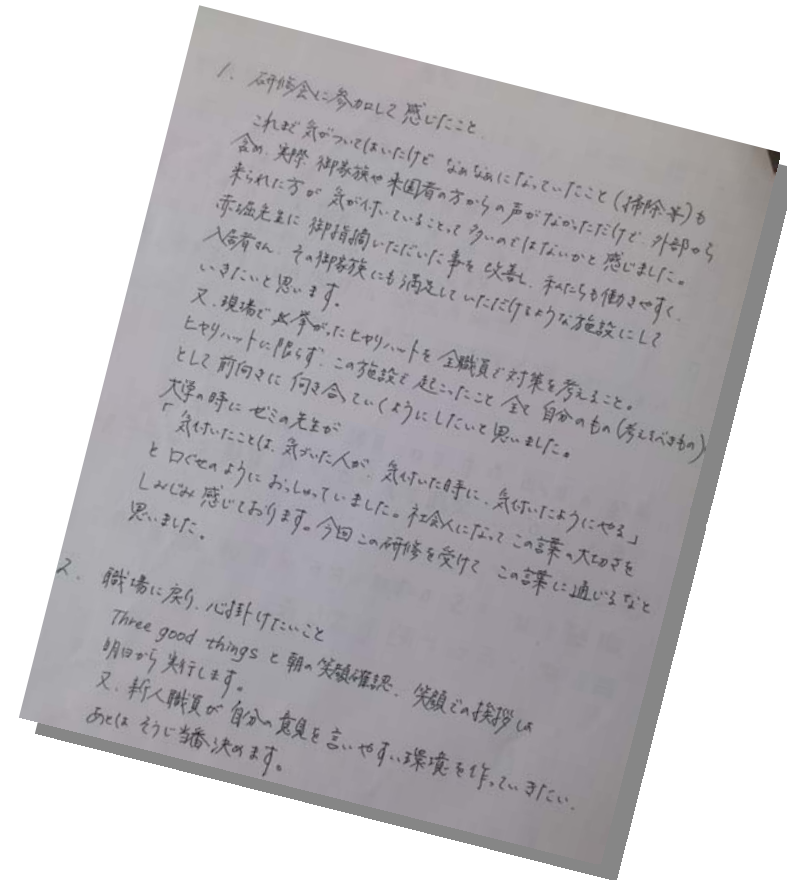 1. 研修会に参加して感じたこと.
これまで気がついてはいたけど なぁなぁになっていたこと(掃除等)も
含め、実際、御家族や来園者の方からの声がなかっただけで、外部から
来られた方が 気が付いていることって多いのではないかと感じました。
赤堀先生に 御指摘いただいた事を 改善し、私たちも働きやすく、
入居者さん、その御家族にも満足していただけるような施設にして
いきたいと思います。
又、現場で 挙がったヒヤリハットを 全職員で対策を考えること。
ヒヤリハットに限らず、この施設で 起こったこと 全て 自分のもの(考えるべきもの)
として前向きに 向き合っていくようにしたいと思いました。
大学の時に ゼミの先生が
「気付いたことは、気づいた人が、気付いた時に、気付いたようにやる」
と口ぐせのように おっしゃっていました。社会人になって この言葉の大切さを
しみじみ感じております。今回この研修を受けて この言葉に通じるなと
思いました。
2. 職場に戻り、心掛けたいこと
Three good things と朝の笑顔確認、笑顔での挨拶は
明日から実行します。
又、新人職員が 自分の意見を言いやすい環境を作っていきたい.
あとは そうじ当番決めます。